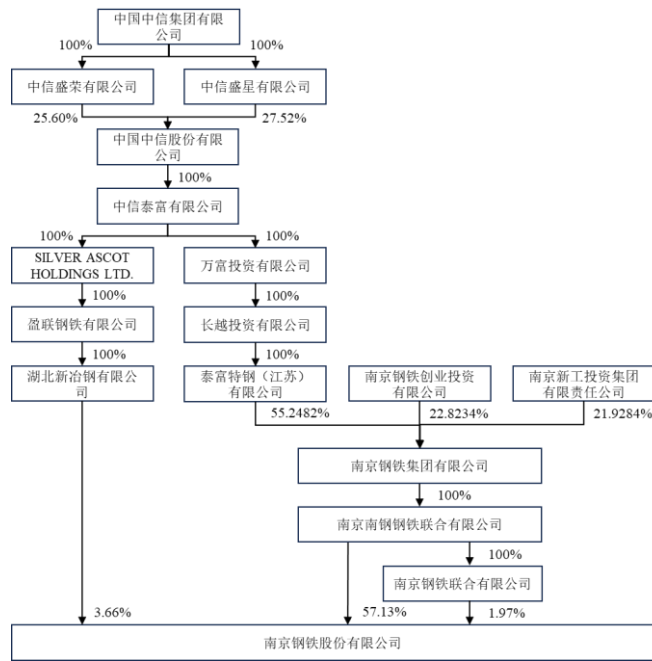 中国中信集团有限
公司
100%
100%
中信盛荣有限公司
中信盛星有限公司
25.60%
27.52%
中国中信股份有限
公司
100%
中信泰富有限公司
100%
100%
SILVER ASCOT
HOLDINGS LTD.
万富投资有限公司
100%
100%
盈联钢铁有限公司
长越投资有限公司
100%
100%
湖北新冶钢有限公
司
泰富特钢（江苏）
有限公司
南京钢铁创业投资
有限公司
南京新工投资集团
有限责任公司
55.2482%
22.8234%
21.9284%
南京钢铁集团有限公司
100%
南京南钢钢铁联合有限公司
100%
南京钢铁联合有限公司
3.66%
57.13%
1.97%
南京钢铁股份有限公司